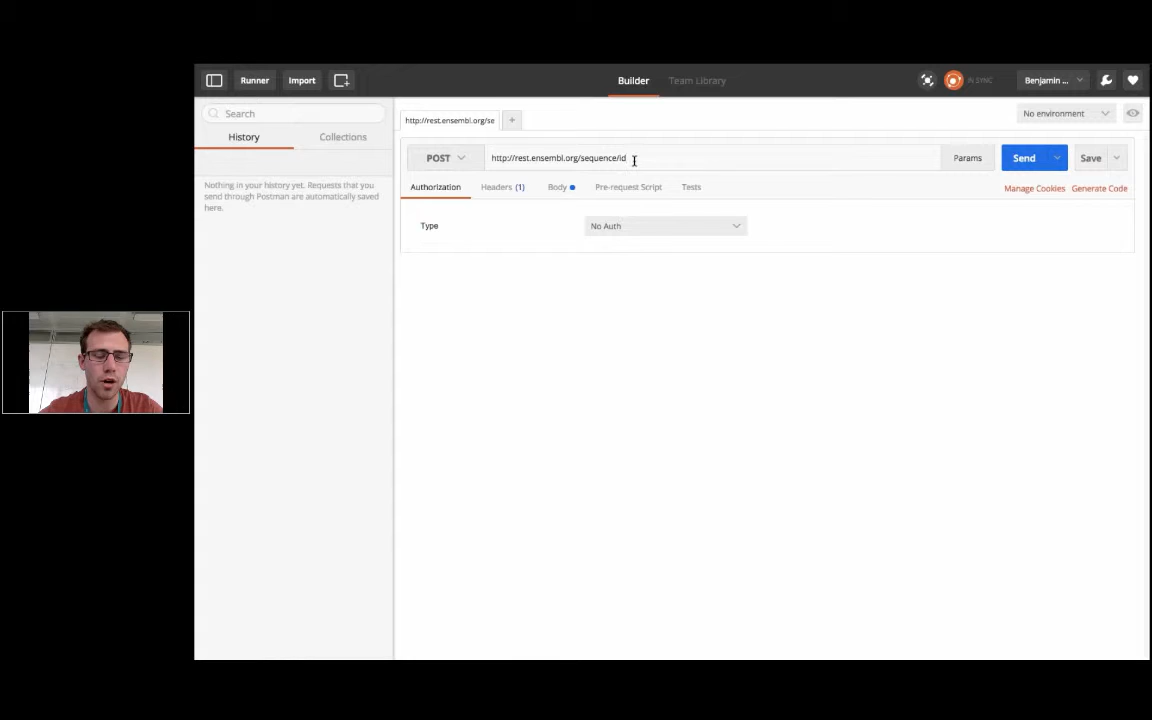 Runner Import Builder Team Library IN SYNC Benjamin ...
Search
History Collections
Nothing in your history yet. Requests that you
send through Postman are automatically saved
here.
http://rest.ensembl.org/se + No environment
POST http://rest.ensembl.org/sequence/id Params Send Save
Authorization Headers (1) Body Pre-request Script Tests Manage Cookies Generate Code
Type No Auth